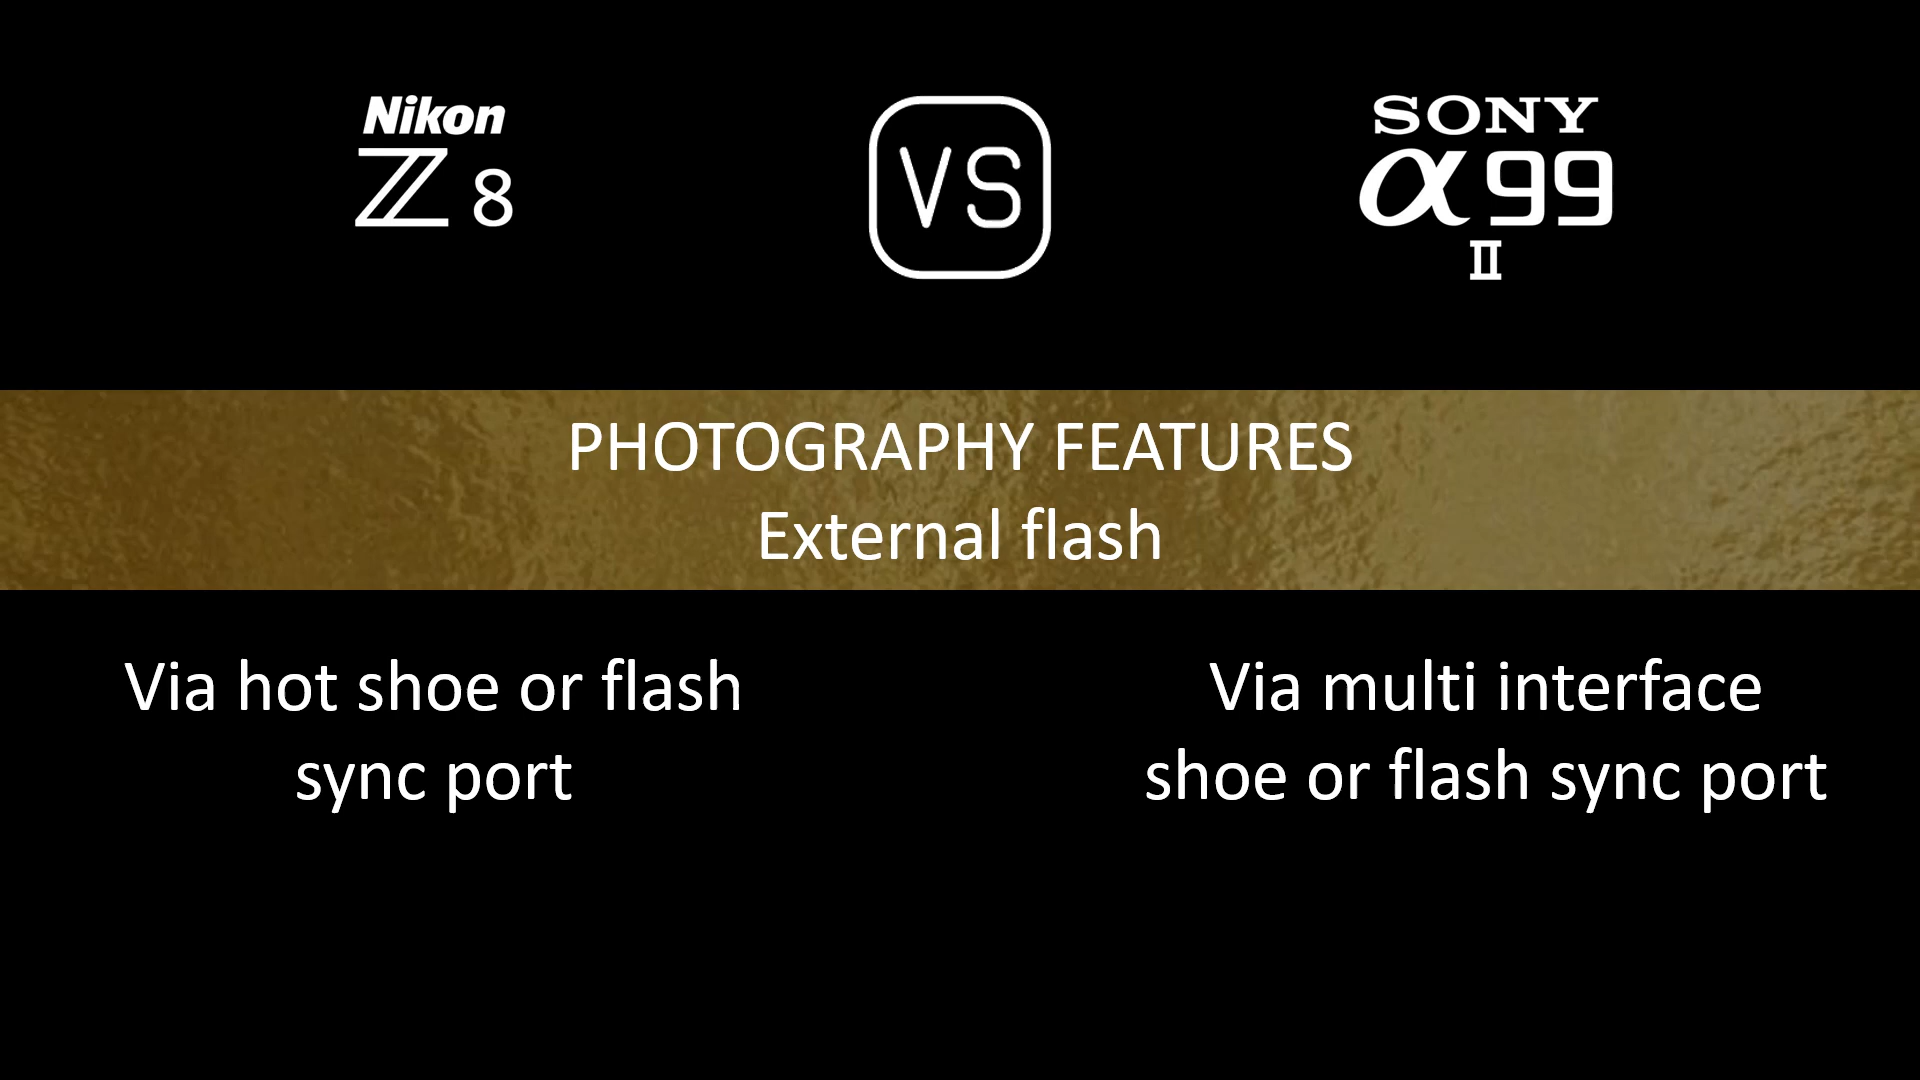 Nikon
Z 8
VS
SONY
α99
II
PHOTOGRAPHY FEATURES
External flash
Via hot shoe or flash
sync port
Via multi interface
shoe or flash sync port